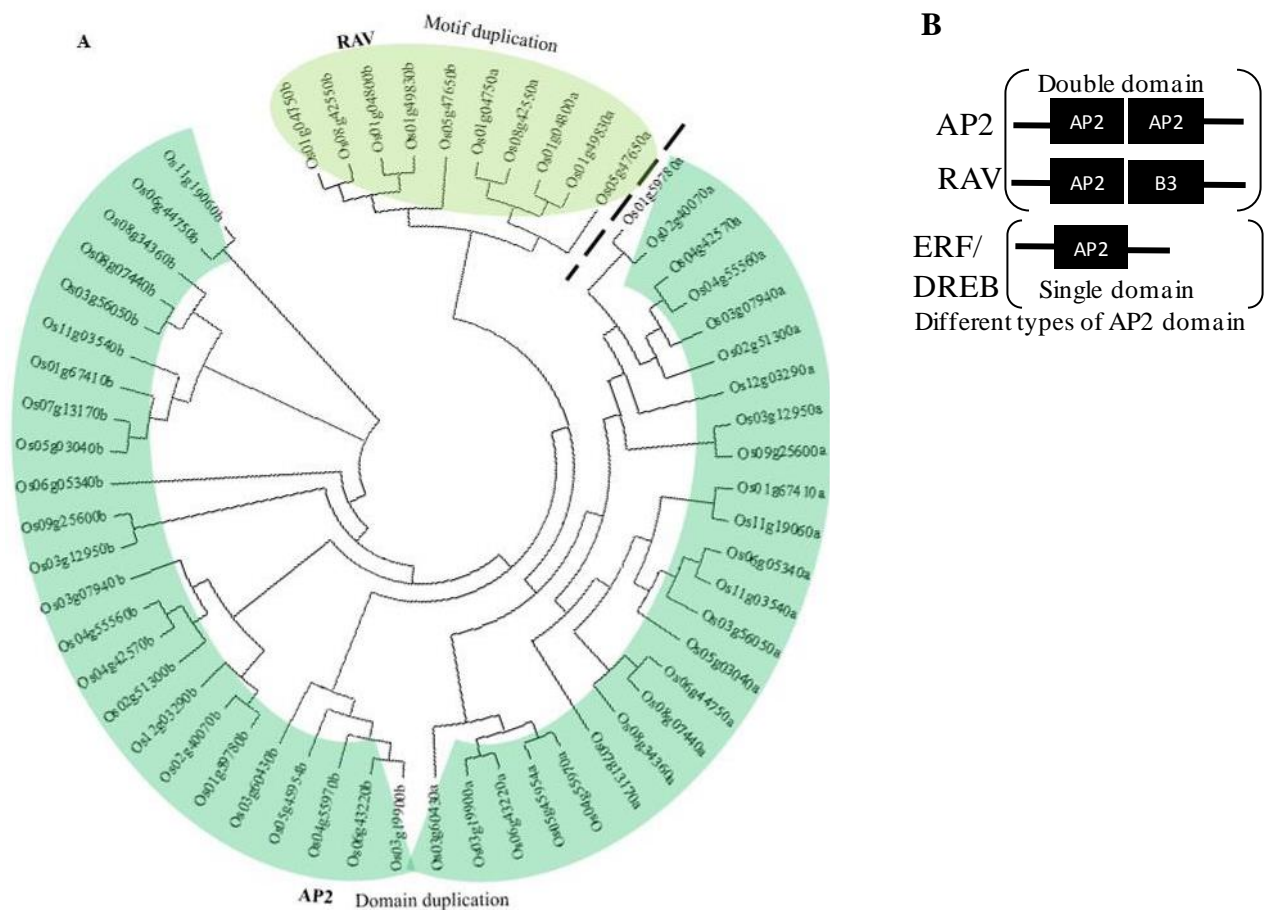 A
RAV
Motif duplication
Os01g04750b
Os08g42550b
Os01g04800b
Os01g49830b
Os05g47650b
Os01g04750a
Os08g42550a
Os01g04800a
Os01g49830a
Os05g47650a
Os01g59780a
Os02g40070a
Os04g42570a
Os04g55560a
Os03g07940a
Os02g51300a
Os12g03290a
Os03g12950a
Os09g25600a
Os01g67410a
Os11g19060a
Os06g05340a
Os11g03540a
Os03g56050a
Os05g03040a
Os06g44750a
Os08g07440a
Os08g34360a
Os07g13170a
Os04g55970a
Os05g45954a
Os06g43220a
Os03g19900a
Os03g60430a
Os03g19900b
Os06g43220b
Os04g55970b
Os05g45954b
Os03g60430b
Os01g59780b
Os02g40070b
Os12g03290b
Os02g51300b
Os04g42570b
Os04g55560b
Os03g07940b
Os03g12950b
Os09g25600b
Os06g05340b
Os05g03040b
Os07g13170b
Os01g67410b
Os11g03540b
Os03g56050b
Os08g07440b
Os08g34360b
Os06g44750b
Os11g19060b
AP2 Domain duplication
B
Double domain
AP2 AP2 AP2
RAV AP2 B3
ERF/
DREB
AP2
Single domain
Different types of AP2 domain